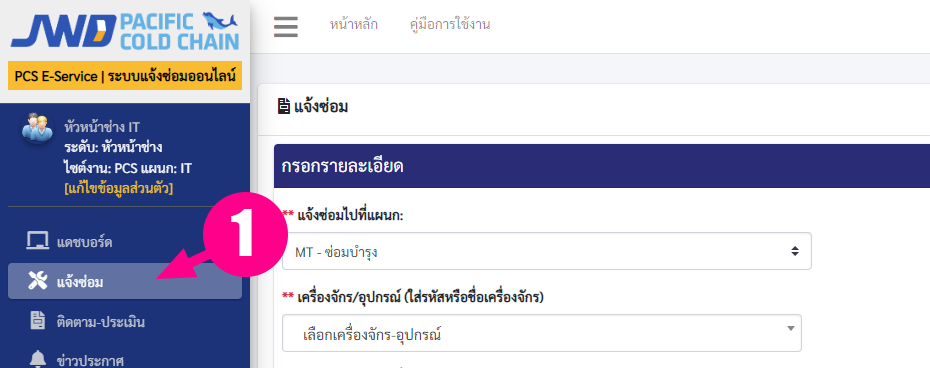 JWD PACIFIC
COLD CHAIN
PCS E-Service | ระบบแจ้งซ่อมออนไลน์
หัวหน้าช่าง IT
ระดับ: หัวหน้าช่าง
ไซต์งาน: PCS แผนก: IT
[แก้ไขข้อมูลส่วนตัว]
แดชบอร์ด
แจ้งซ่อม
ติดตาม-ประเมิน
ข่าวประกาศ
1
หน้าหลัก คู่มือการใช้งาน
แจ้งซ่อม
กรอกรายละเอียด
** แจ้งซ่อมไปที่แผนก:
MT - ซ่อมบำรุง
** เครื่องจักร/อุปกรณ์ (ใส่รหัสหรือชื่อเครื่องจักร)
เลือกเครื่องจักร-อุปกรณ์